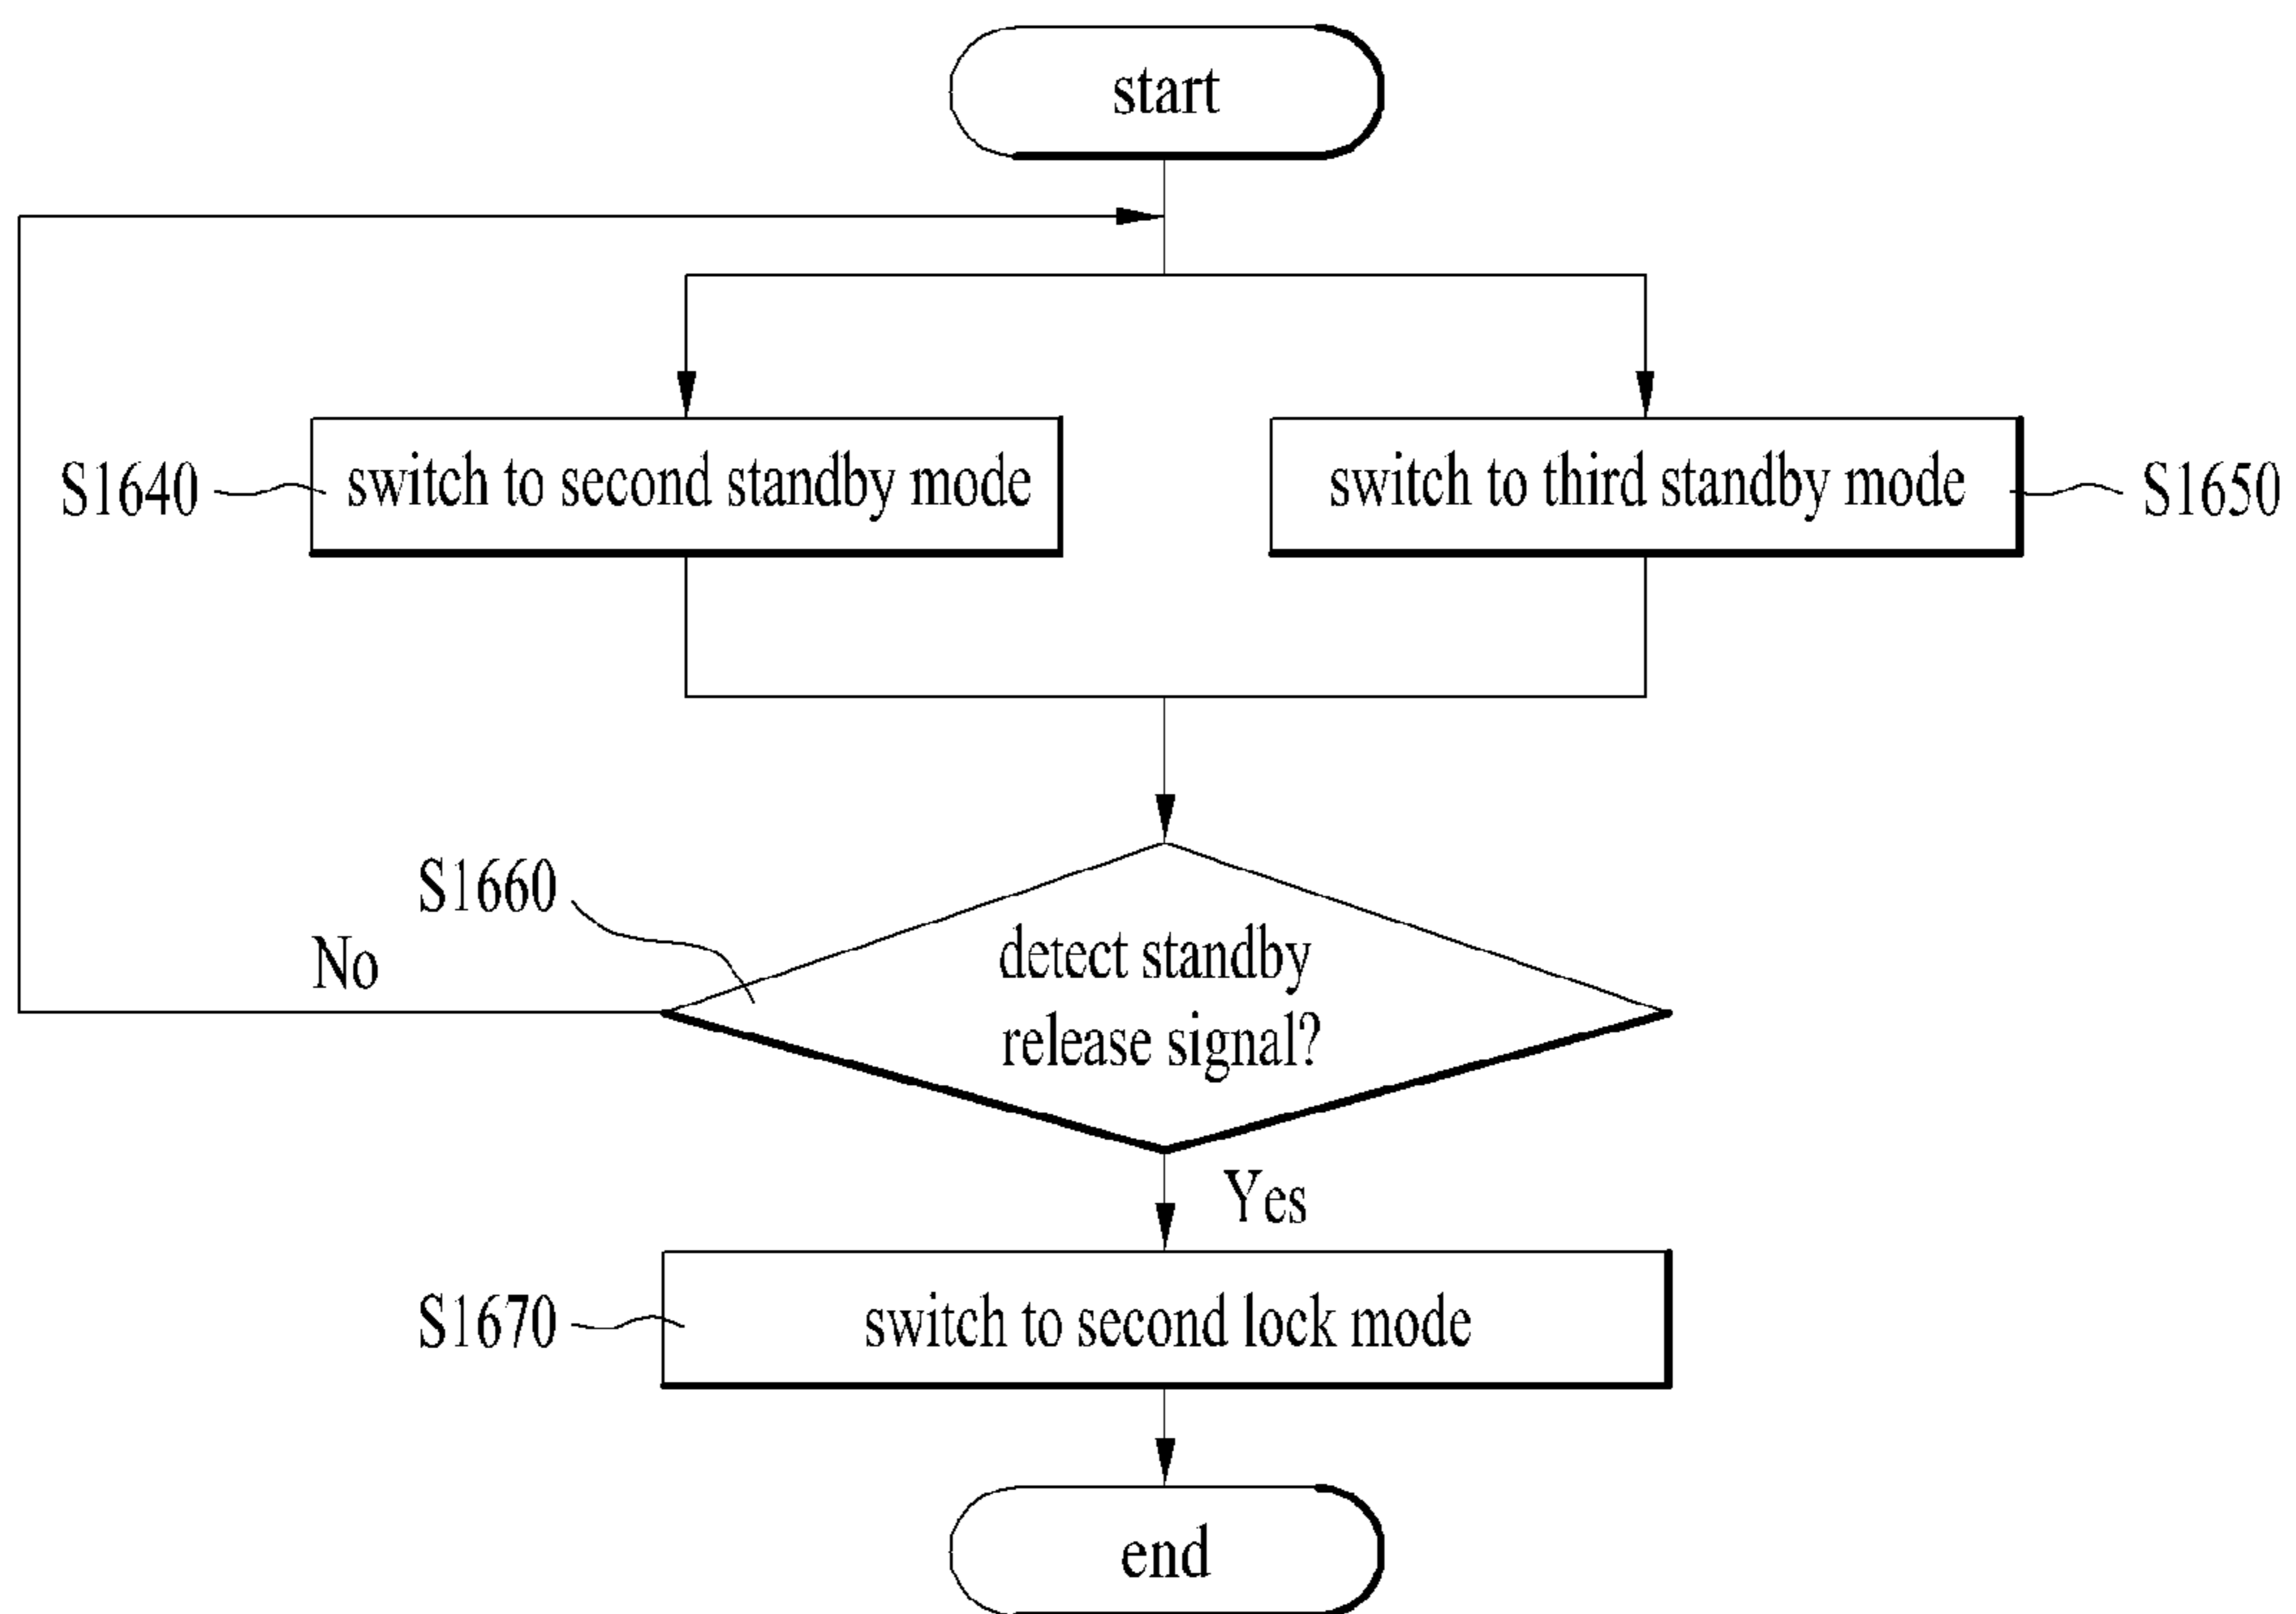 start
S1640
switch to second standby mode
switch to third standby mode
S1650
S1660
No
detect standby
release signal?
Yes
S1670
switch to second lock mode
end